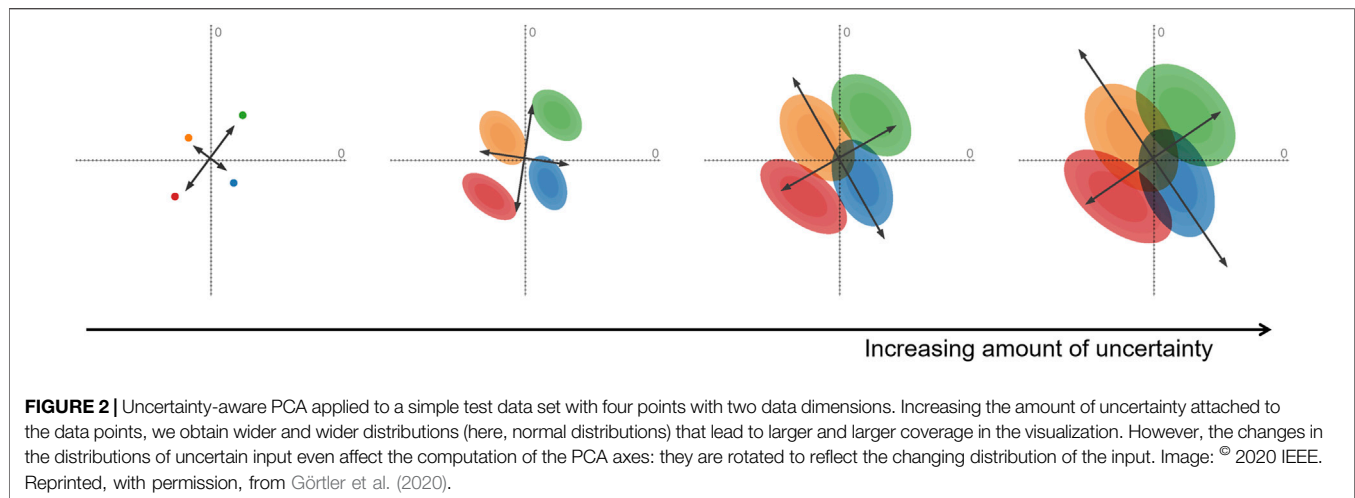 0
0
0
0
0
0
0
0
Increasing amount of uncertainty
FIGURE 2 | Uncertainty-aware PCA applied to a simple test data set with four points with two data dimensions. Increasing the amount of uncertainty attached to
the data points, we obtain wider and wider distributions (here, normal distributions) that lead to larger and larger coverage in the visualization. However, the changes in
the distributions of uncertain input even affect the computation of the PCA axes: they are rotated to reflect the changing distribution of the input. Image: © 2020 IEEE.
Reprinted, with permission, from Görtler et al. (2020).